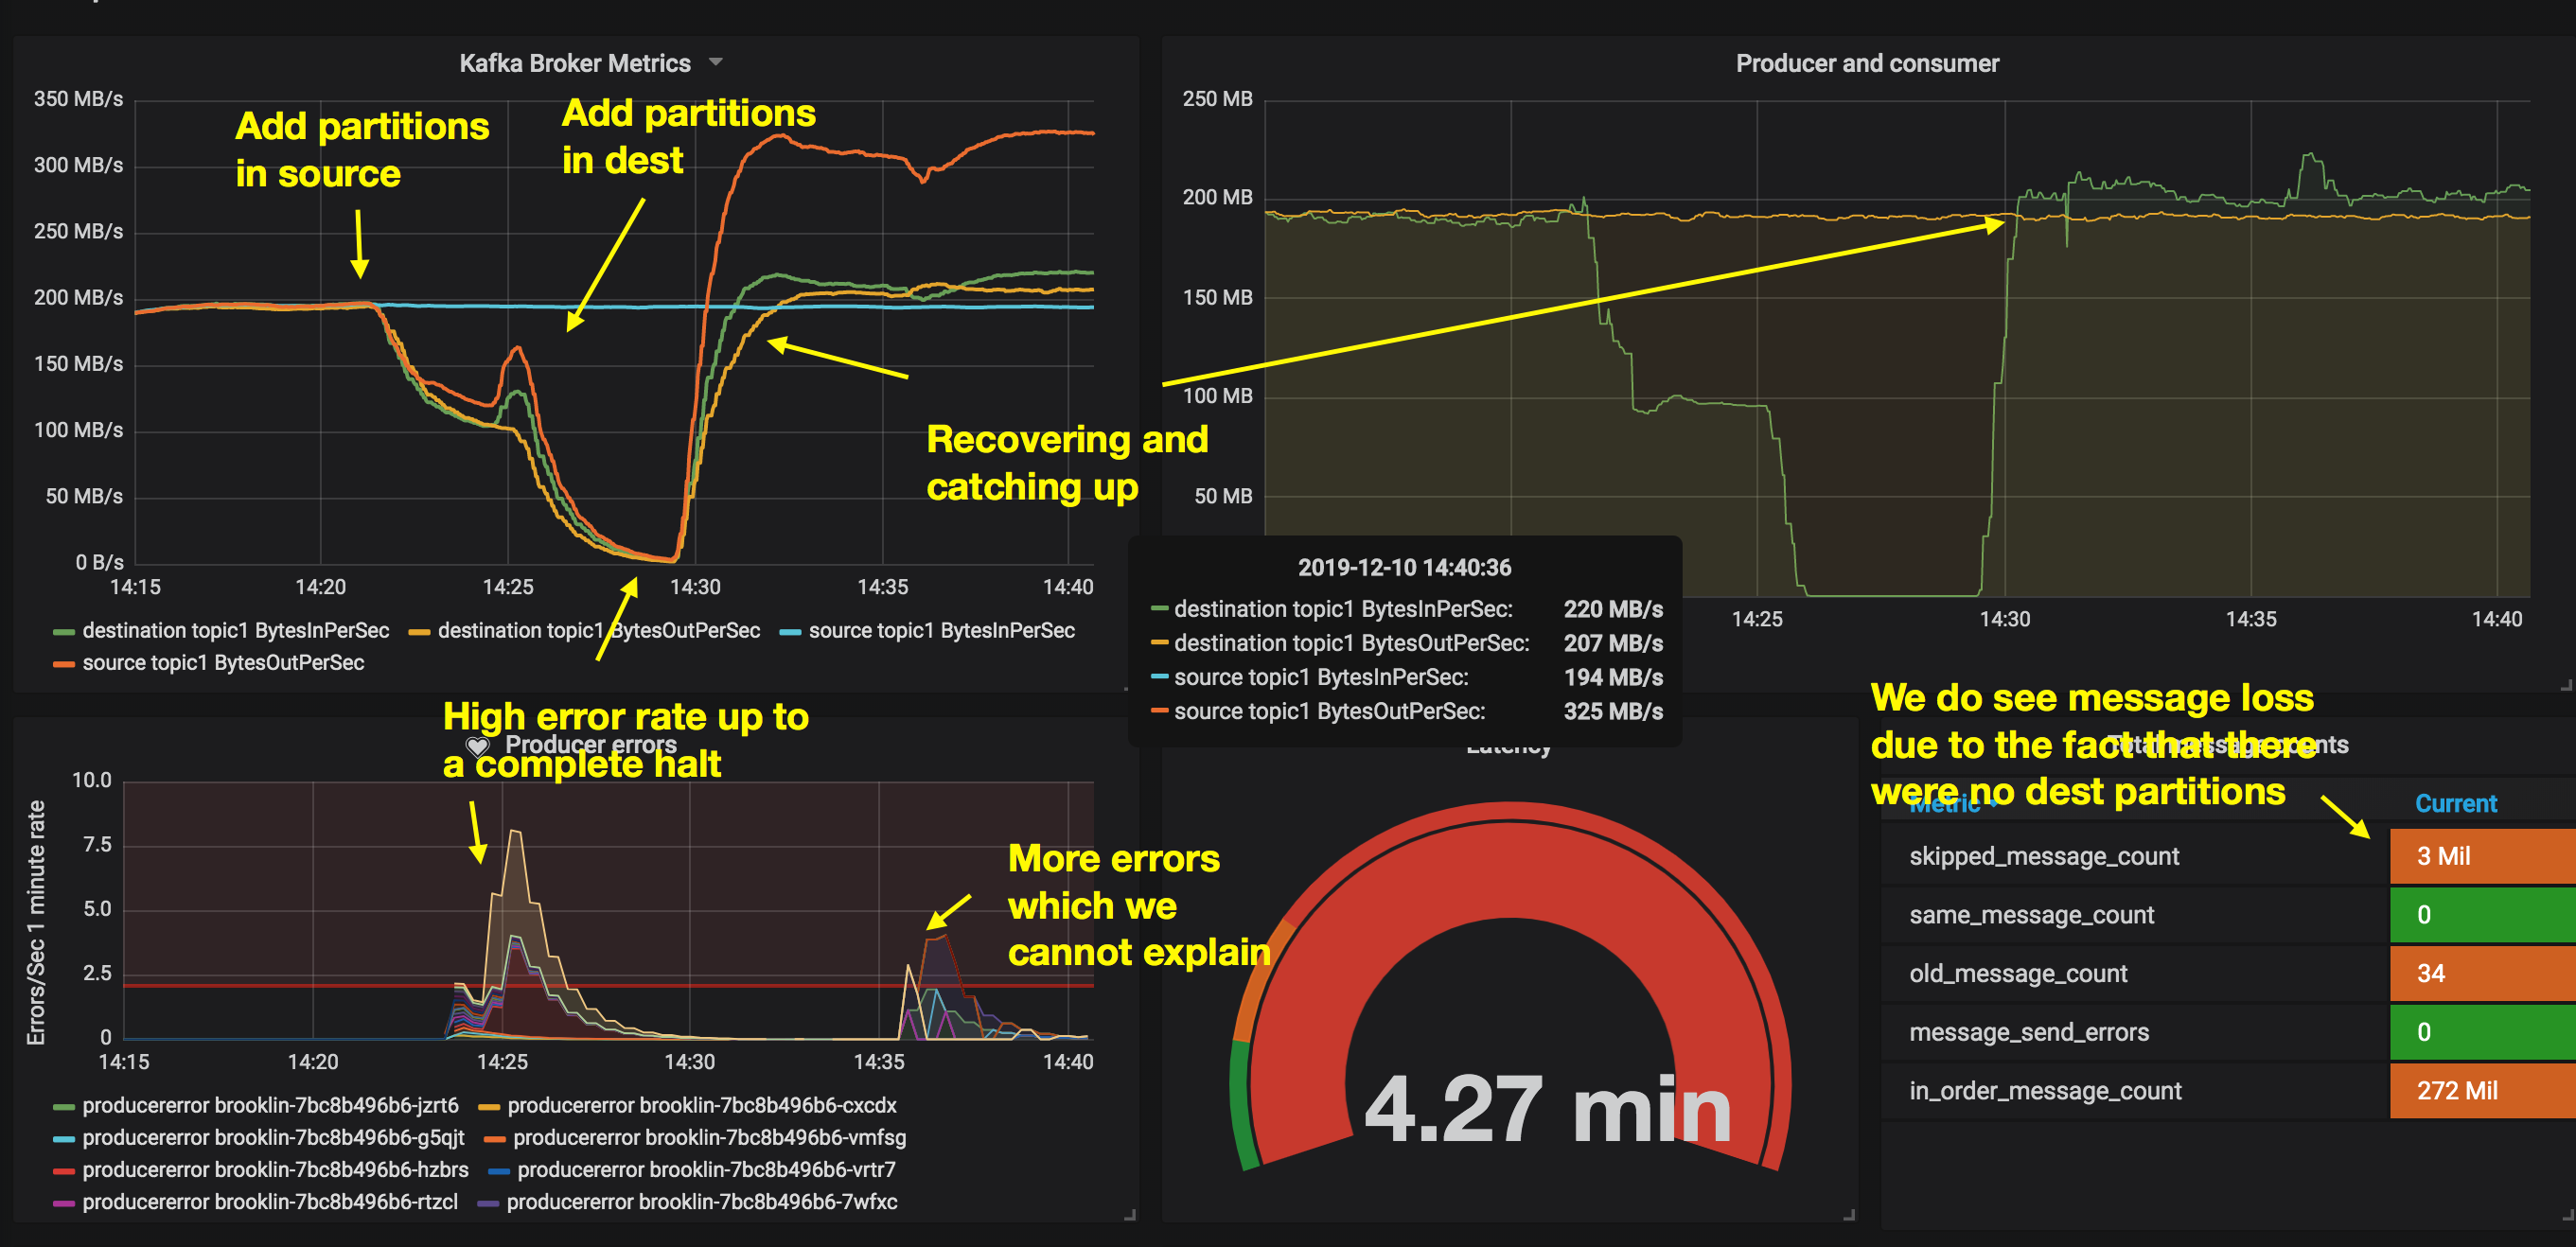 Kafka Broker Metrics
350 MB/s
300 MB/s
250 MB/s
200 MB/s
150 MB/s
100 MB/s
50 MB/s
0 B/s
14:15
14:20
14:25
14:30
14:35
14:40
Add partitions
in source
Add partitions
in dest
Recovering and
catching up
destination topic1 BytesInPerSec
destination topic1 BytesOutPerSec
source topic1 BytesInPerSec
source topic1 BytesOutPerSec
Producer and consumer
250 MB
200 MB
150 MB
100 MB
50 MB
14:25
14:30
14:35
14:40
2019-12-10 14:40:36
destination topic1 BytesInPerSec: 220 MB/s
destination topic1 BytesOutPerSec: 207 MB/s
source topic1 BytesInPerSec: 194 MB/s
source topic1 BytesOutPerSec: 325 MB/s
High error rate up to
a complete halt
Producer errors
Errors/Sec 1 minute rate
10.0
7.5
5.0
2.5
0
14:15
14:20
14:25
14:30
14:35
14:40
More errors
which we
cannot explain
producererror brooklin-7bc8b496b6-jzrt6
producererror brooklin-7bc8b496b6-cxcdx
producererror brooklin-7bc8b496b6-g5qjt
producererror brooklin-7bc8b496b6-vmfsg
producererror brooklin-7bc8b496b6-hzbrs
producererror brooklin-7bc8b496b6-vrtr7
producererror brooklin-7bc8b496b6-rtzcl
producererror brooklin-7bc8b496b6-7wfxc
Latency
4.27 min
We do see message loss
due to the fact that there
were no dest partitions
Total message counts
Metric
Current
skipped_message_count 3 Mil
same_message_count 0
old_message_count 34
message_send_errors 0
in_order_message_count 272 Mil